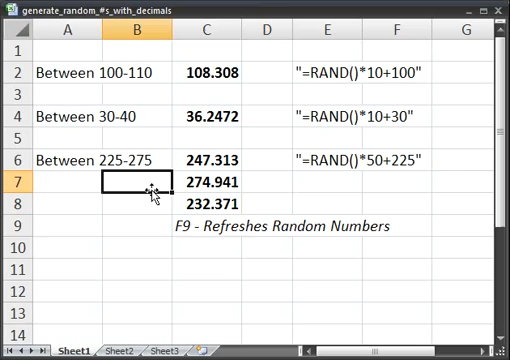 generate_random_#s_with_decimals
A B C D E F G
1
2 Between 100-110 108.308 "=RAND()*10+100"
3
4 Between 30-40 36.2472 "=RAND()*10+30"
5
6 Between 225-275 247.313 "=RAND()*50+225"
7 274.941
8 232.371
9 F9 - Refreshes Random Numbers
10
11
12
13
14
Sheet1 Sheet2 Sheet3